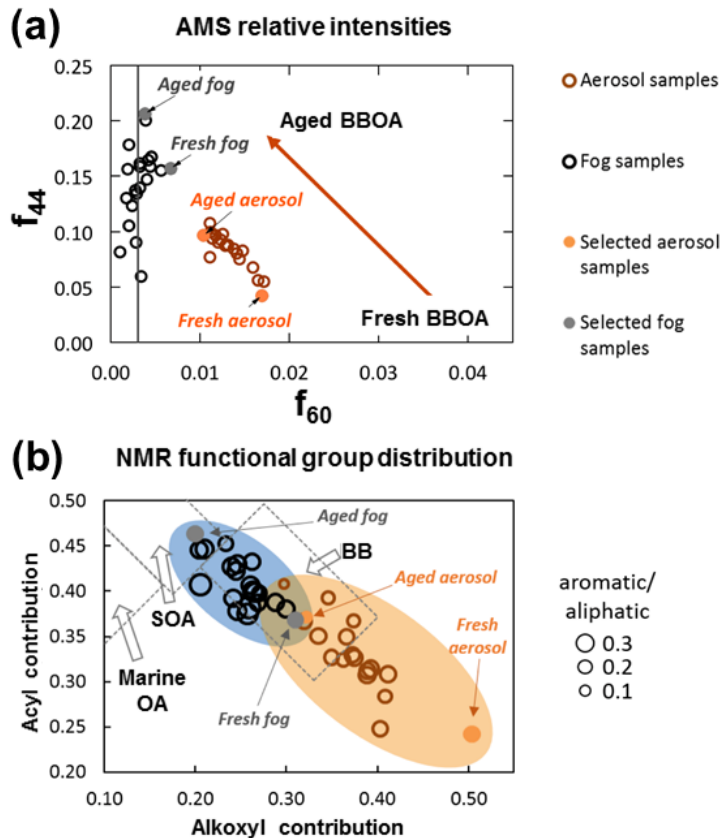 (a)
AMS relative intensities
0.25
0.20
0.15
0.10
0.05
0.00
f44
Aged fog
Fresh fog
Aged BBOA
Aged aerosol
Fresh aerosol
Fresh BBOA
0.00 0.01 0.02 0.03 0.04
f60
Aerosol samples
Fog samples
Selected aerosol
samples
Selected fog
samples
(b)
NMR functional group distribution
0.50
0.45
0.40
0.35
0.30
0.25
0.20
Acyl contribution
Aged fog
BB
Aged aerosol
SOA
Fresh
aerosol
Marine
OA
Fresh fog
0.10 0.20 0.30 0.40 0.50
Alkoxyl contribution
aromatic/
aliphatic
0.3
0.2
0.1